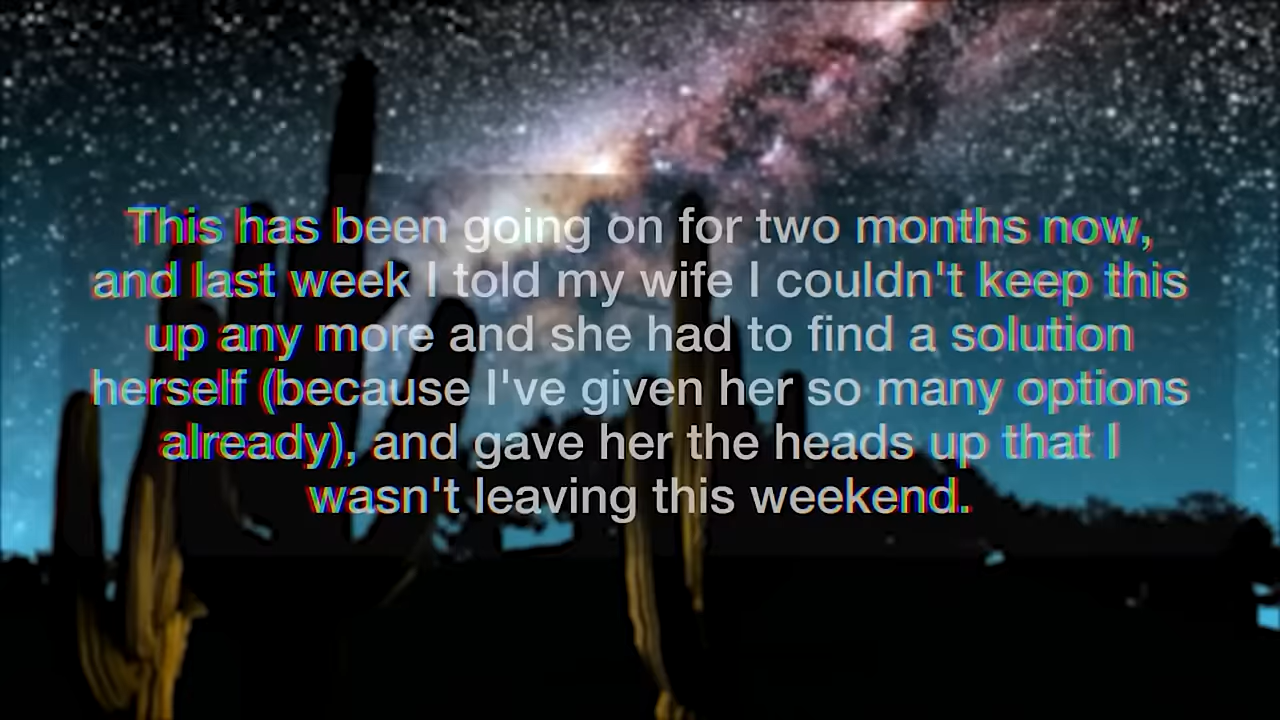 This has been going on for two months now,
and last week I told my wife I couldn't keep this
up any more and she had to find a solution
herself (because I've given her so many options
already), and gave her the heads up that I
wasn't leaving this weekend.